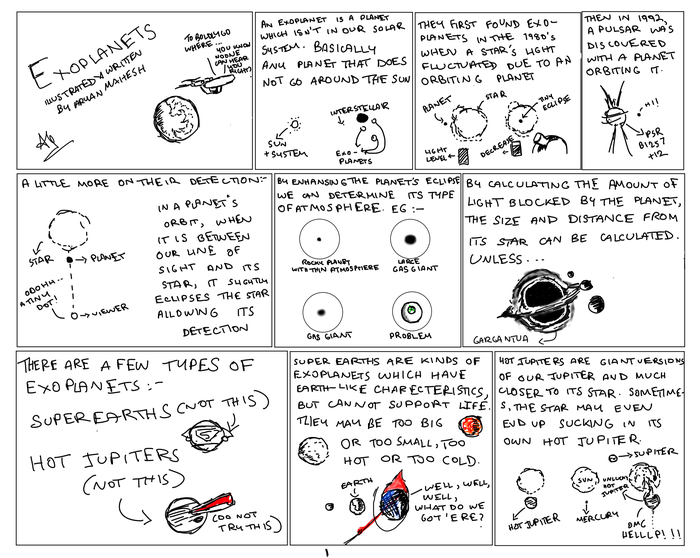 EXOPLANETS
ILLUSTRATED & WRITTEN
BY ARYAN MAHESH
TO BOLDLY GO
WHERE...
YOU KNOW
NO ONE
CAN HEAR
YOU
RIGHT?
AN EXOPLANET IS A PLANET
WHICH ISN'T IN OUR SOLAR
SYSTEM. BASICALLY
ANY PLANET THAT DOES
NOT GO AROUND THE SUN
INTERSTELLAR
SUN
+ SYSTEM
EXO-
PLANETS
THEY FIRST FOUND EXO-
PLANETS IN THE 1980'S
WHEN A STAR'S LIGHT
FLUCTUATED DUE TO AN
ORBITING PLANET
PLANET
STAR
TINY
ECLIPSE
LIGHT
LEVEL
DECREASE
THEN IN 1992,
A PULSAR WAS
DISCOVERED
WITH A PLANET
ORBITING IT.
HI!
PSR
B1257
+12
A LITTLE MORE ON THEIR DETECTION:-
STAR
PLANET
OOOHH..
A TINY
DOT!
VIEWER
IN A PLANET'S
ORBIT, WHEN
IT IS BETWEEN
OUR LINE OF
SIGHT AND ITS
STAR, IT SLIGHTLY
ECLIPSES THE STAR
ALLOWING ITS
DETECTION
BY ENHANSING THE PLANET'S ECLIPSE
WE CAN DETERMINE ITS TYPE
OF ATMOSPHERE. EG:-
ROCKY PLANET
WITH THIN ATMOSPHERE
LARGE
GAS GIANT
GAS GIANT
PROBLEM
BY CALCULATING THE AMOUNT OF
LIGHT BLOCKED BY THE PLANET,
THE SIZE AND DISTANCE FROM
ITS STAR CAN BE CALCULATED.
UNLESS...
GARGANTUA
THERE ARE A FEW TYPES OF
EXOPLANETS:-
SUPER EARTHS (NOT THIS)
HOT JUPITERS
(NOT THIS)
(DO NOT
TRY THIS)
SUPER EARTHS ARE KINDS OF
EXOPLANETS WHICH HAVE
EARTH-LIKE CHARECTERISTICS,
BUT CANNOT SUPPORT LIFE.
THEY MAY BE TOO BIG
OR TOO SMALL, TOO
HOT OR TOO COLD.
EARTH
WELL, WELL,
WELL,
WHAT DO WE
GOT 'ERE?
HOT JUPITERS ARE GIANT VERSIONS
OF OUR JUPITER AND MUCH
CLOSER TO ITS STAR. SOMETIME-
S, THE STAR MAY EVEN
END UP SUCKING IN ITS
OWN HOT JUPITER.
JUPITER
SUN
UNLUCKY
HOT
JUPITER
HOT JUPITER
MERCURY
OMG
HELLLP!!!
1